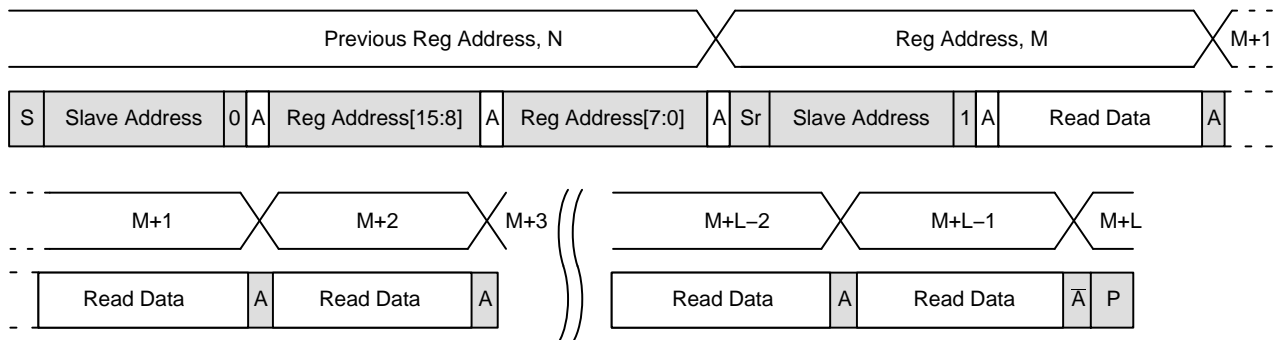 Previous Reg Address, N Reg Address, M M+1
S Slave Address 0 A Reg Address[15:8] A Reg Address[7:0] A Sr Slave Address 1 A Read Data A
M+1 M+2 M+3 M+L−2 M+L−1 M+L
Read Data A Read Data A Read Data A Read Data A̅ P